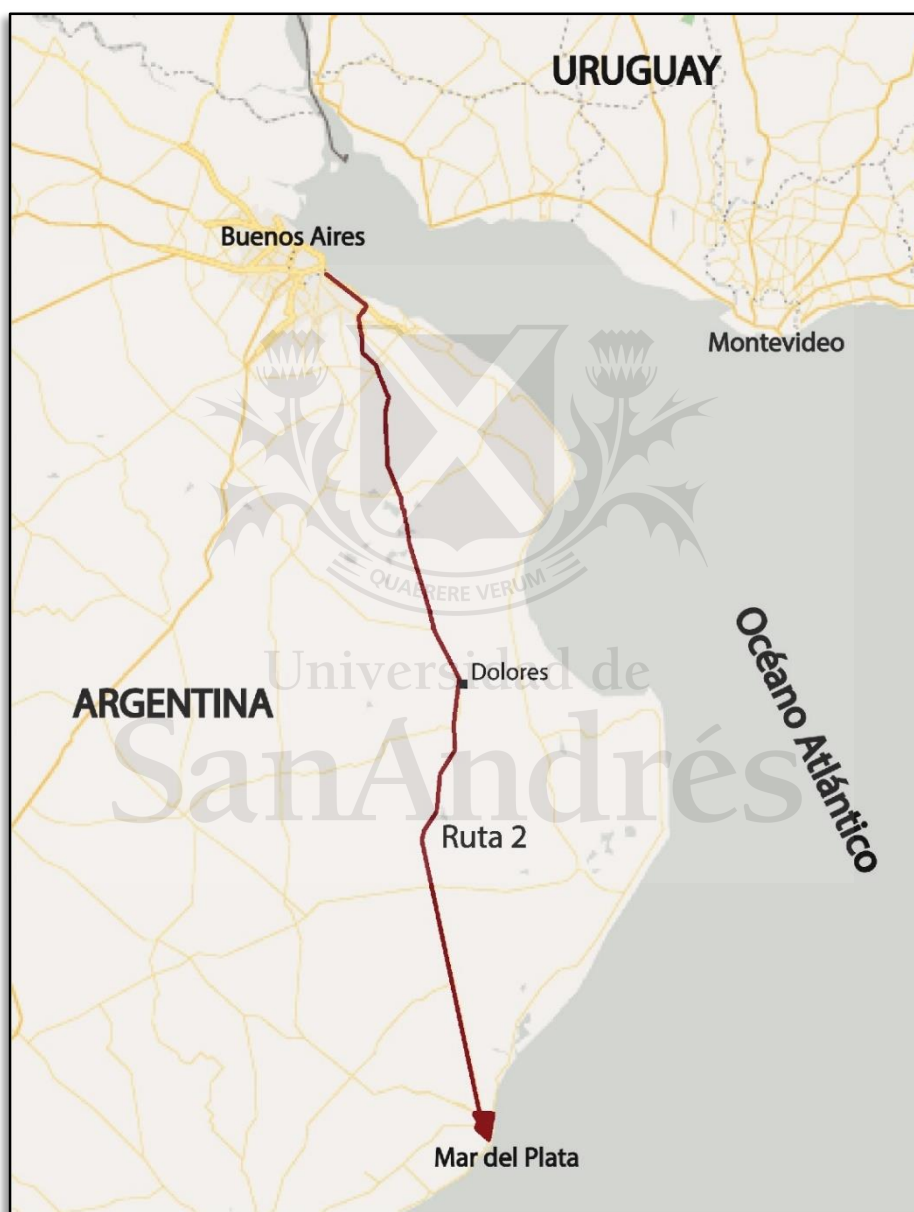 URUGUAY
Buenos Aires
Montevideo
QUAERERE VERUM
Dolores
Universidad de
ARGENTINA
SanAndrés
Océano Atlántico
Ruta 2
Mar del Plata